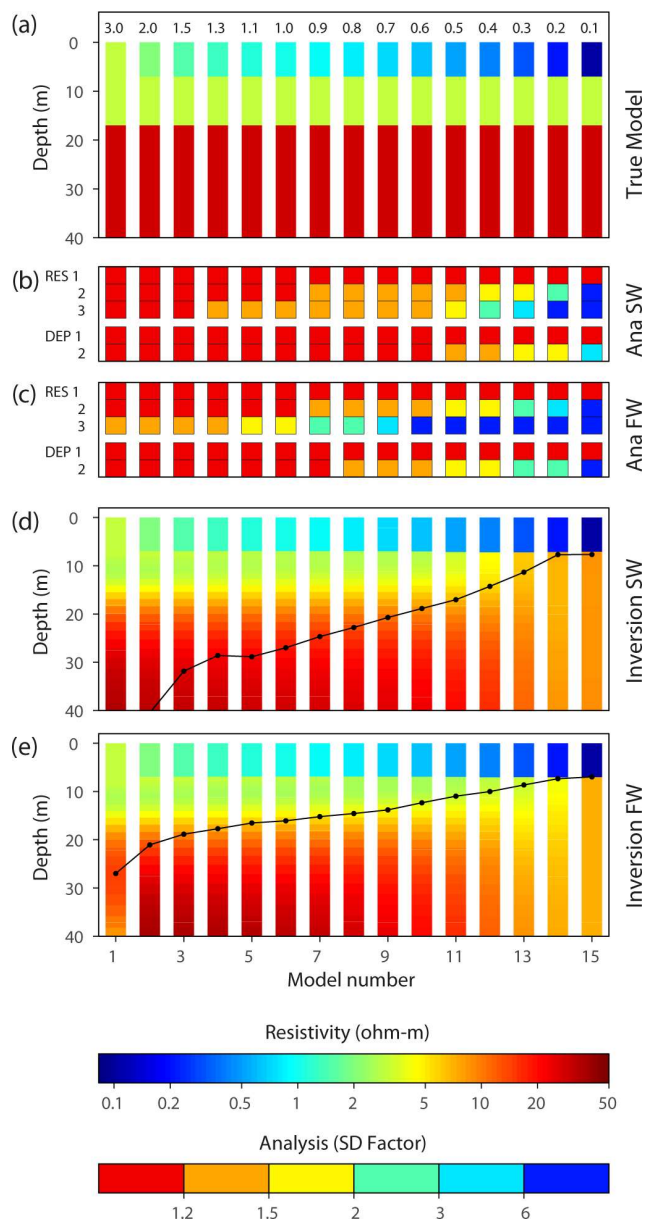 (a)
3.0 2.0 1.5 1.3 1.1 1.0 0.9 0.8 0.7 0.6 0.5 0.4 0.3 0.2 0.1
0
10
20
30
40
Depth (m)
True Model
(b)
RES 1
2
3
DEP 1
2
Ana SW
(c)
RES 1
2
3
DEP 1
2
Ana FW
(d)
0
10
20
30
40
Depth (m)
Inversion SW
(e)
0
10
20
30
40
Depth (m)
Inversion FW
1 3 5 7 9 11 13 15
Model number
Resistivity (ohm-m)
0.1 0.2 0.5 1 2 5 10 20 50
Analysis (SD Factor)
1.2 1.5 2 3 6